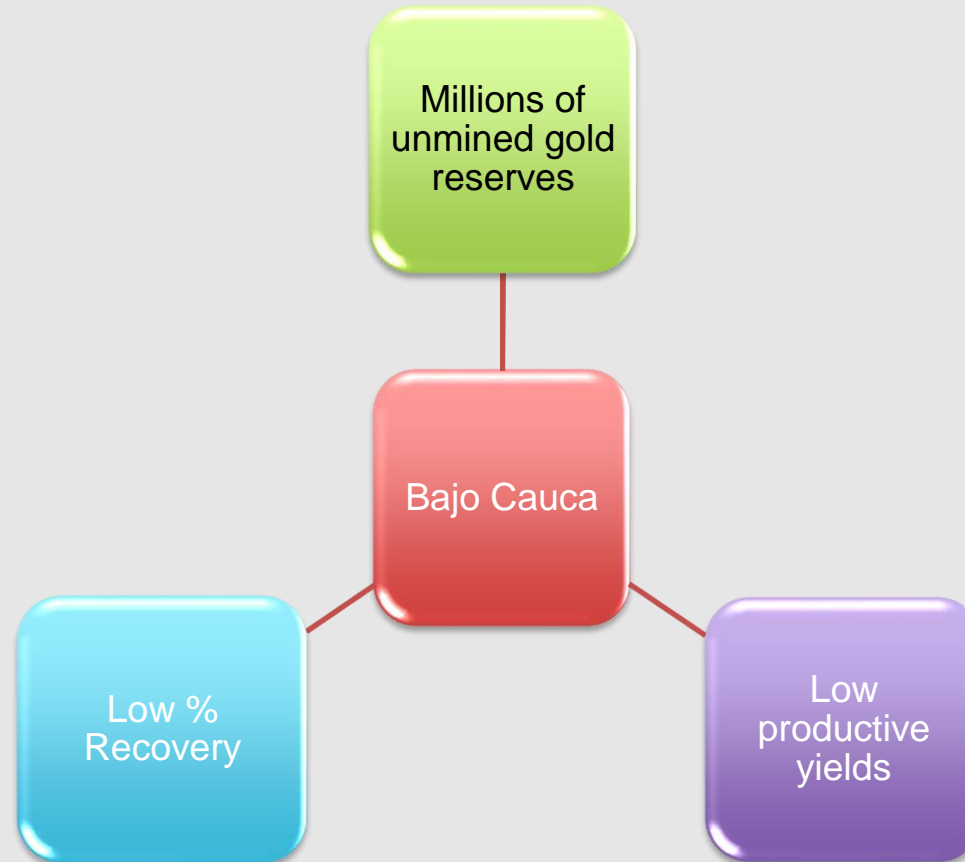 Millions of
unmined gold
reserves
Bajo Cauca
Low %
Recovery
Low
productive
yields